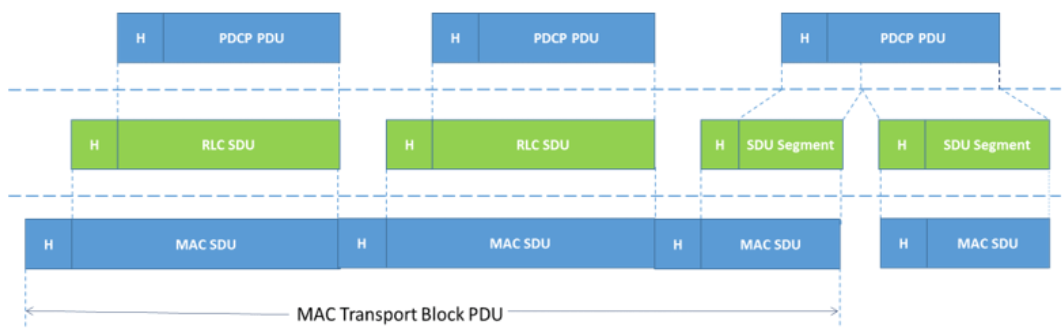 H PDCP PDU H PDCP PDU H PDCP PDU
H RLC SDU H RLC SDU H SDU Segment H SDU Segment
H MAC SDU H MAC SDU H MAC SDU H MAC SDU
MAC Transport Block PDU